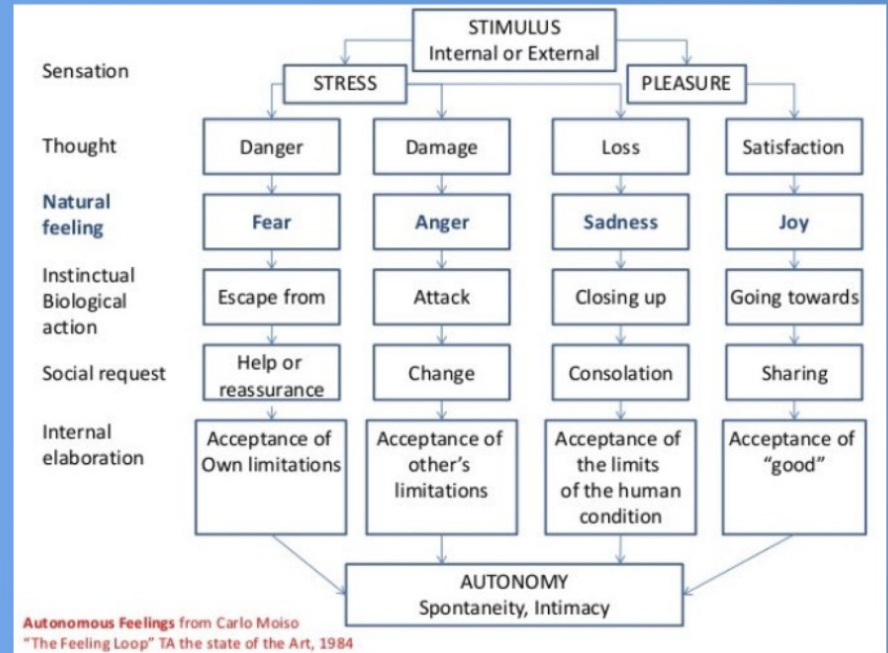 STIMULUS
Internal or External
Sensation
STRESS
PLEASURE
Thought
Danger
Damage
Loss
Satisfaction
Natural
feeling
Fear
Anger
Sadness
Joy
Instinctual
Biological
action
Escape from
Attack
Closing up
Going towards
Social request
Help or
reassurance
Change
Consolation
Sharing
Internal
elaboration
Acceptance of
Own limitations
Acceptance of
other's
limitations
Acceptance of
the limits
of the human
condition
Acceptance of
“good”
AUTONOMY
Spontaneity, Intimacy
Autonomous Feelings from Carlo Moiso
“The Feeling Loop” TA the state of the Art, 1984